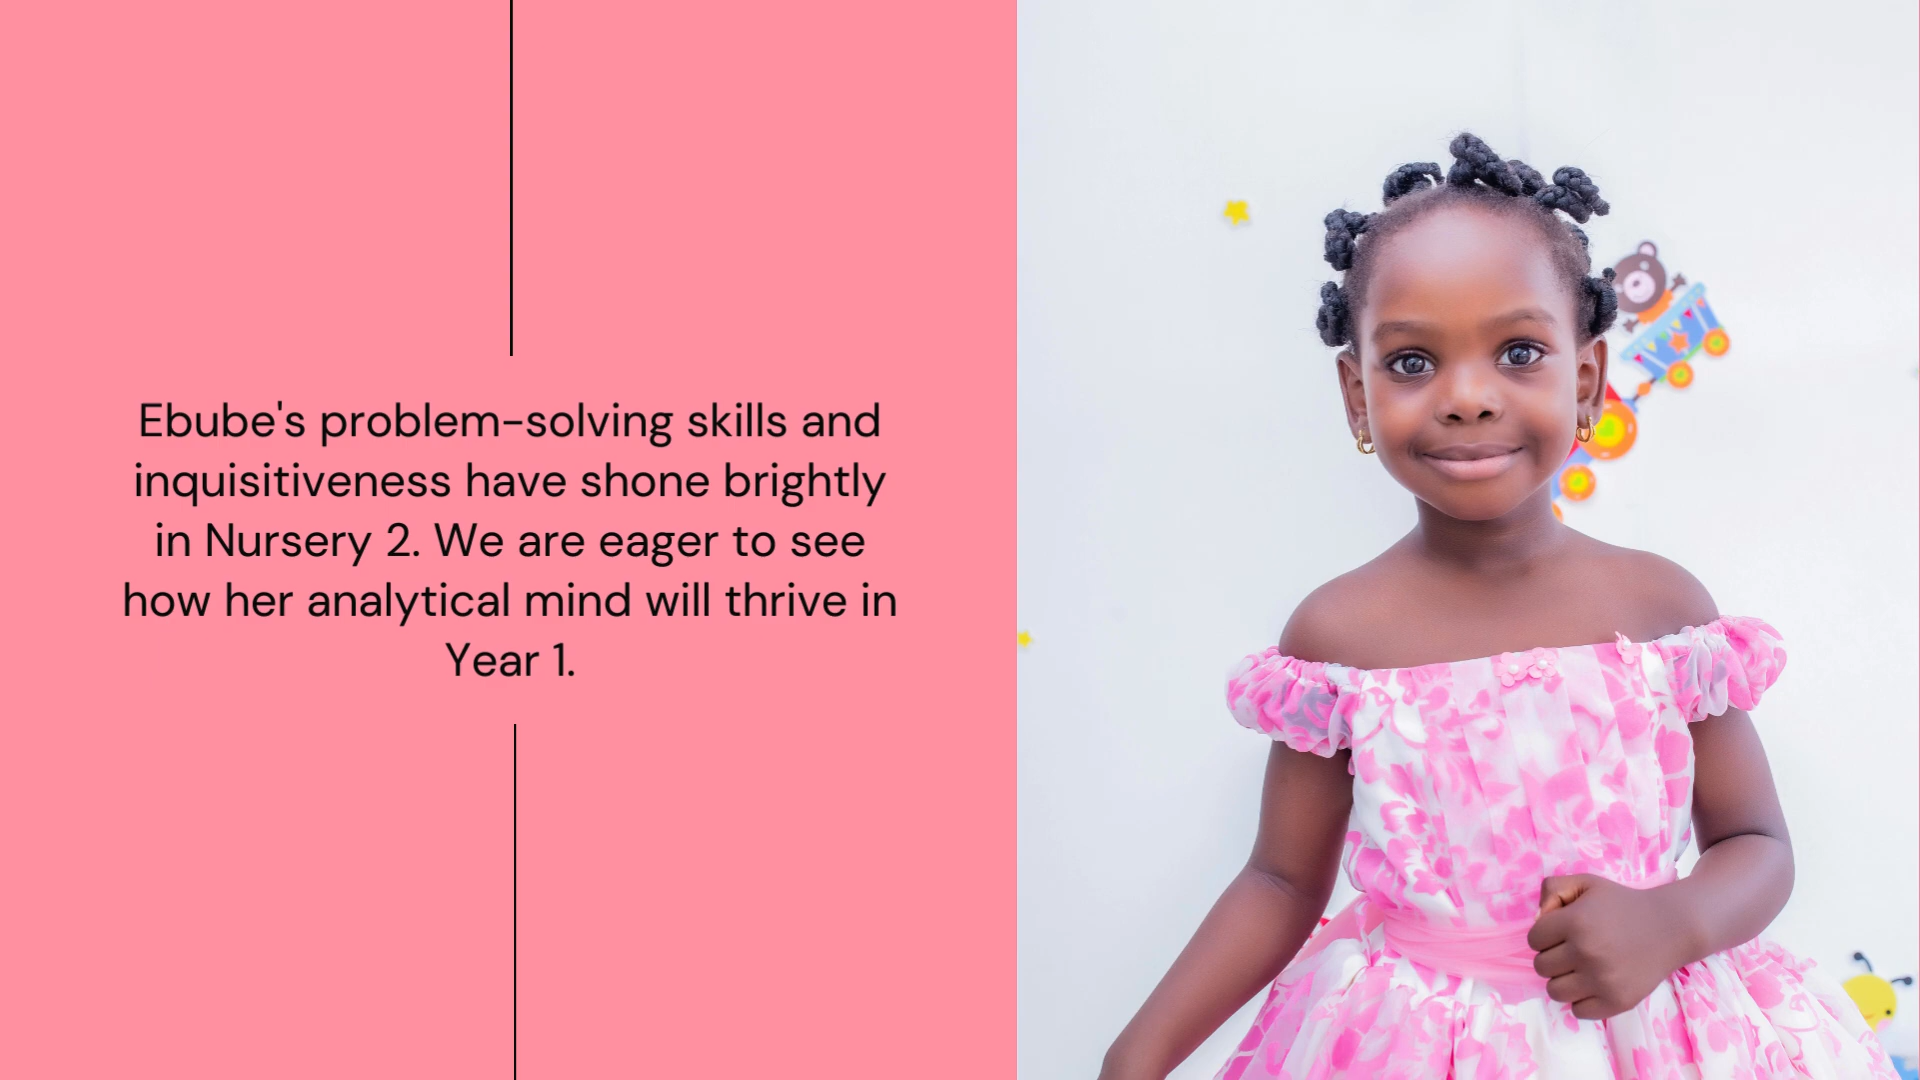 Ebube's problem-solving skills and
inquisitiveness have shone brightly
in Nursery 2. We are eager to see
how her analytical mind will thrive in
Year 1.